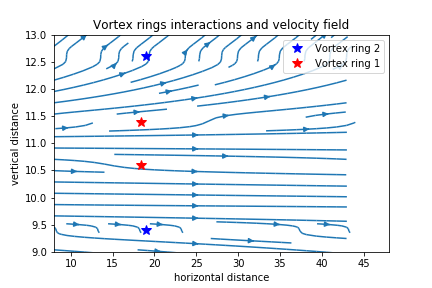 Vortex rings interactions and velocity field
Vortex ring 2
Vortex ring 1
vertical distance
13.0
12.5
12.0
11.5
11.0
10.5
10.0
9.5
9.0
10 15 20 25 30 35 40 45
horizontal distance